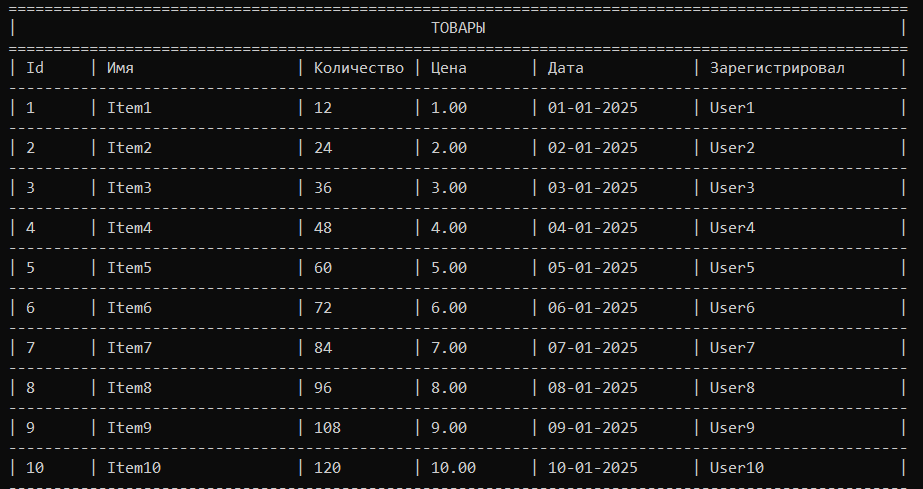 ТОВАРЫ
| Id | Имя | Количество | Цена | Дата | Зарегистрировал |
| 1 | Item1 | 12 | 1.00 | 01-01-2025 | User1 |
| 2 | Item2 | 24 | 2.00 | 02-01-2025 | User2 |
| 3 | Item3 | 36 | 3.00 | 03-01-2025 | User3 |
| 4 | Item4 | 48 | 4.00 | 04-01-2025 | User4 |
| 5 | Item5 | 60 | 5.00 | 05-01-2025 | User5 |
| 6 | Item6 | 72 | 6.00 | 06-01-2025 | User6 |
| 7 | Item7 | 84 | 7.00 | 07-01-2025 | User7 |
| 8 | Item8 | 96 | 8.00 | 08-01-2025 | User8 |
| 9 | Item9 | 108 | 9.00 | 09-01-2025 | User9 |
| 10 | Item10 | 120 | 10.00 | 10-01-2025 | User10 |